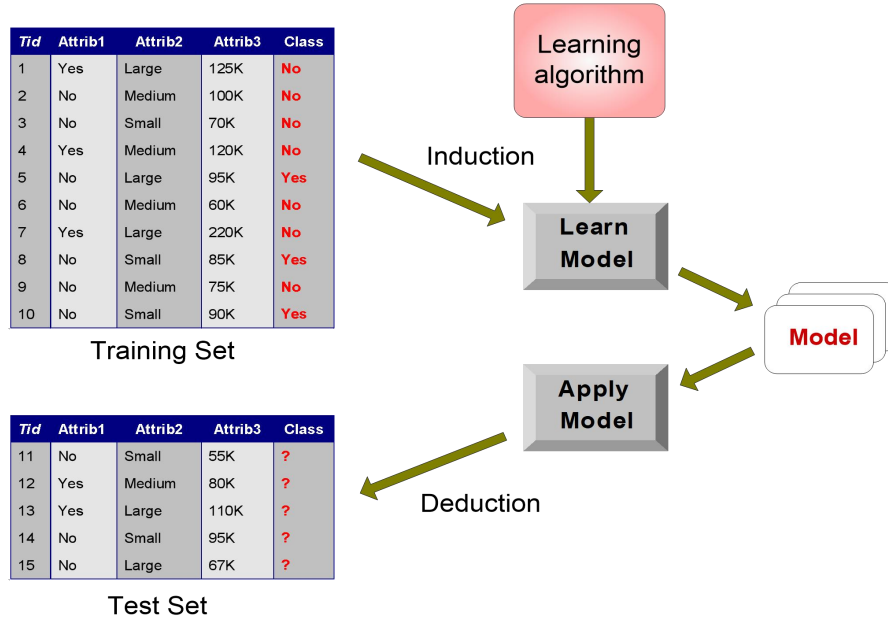 Tid Attrib1 Attrib2 Attrib3 Class
1 Yes Large 125K No
2 No Medium 100K No
3 No Small 70K No
4 Yes Medium 120K No
5 No Large 95K Yes
6 No Medium 60K No
7 Yes Large 220K No
8 No Small 85K Yes
9 No Medium 75K No
10 No Small 90K Yes
Training Set
Learning
algorithm
Induction
Learn
Model
Model
Apply
Model
Deduction
Tid Attrib1 Attrib2 Attrib3 Class
11 No Small 55K ?
12 Yes Medium 80K ?
13 Yes Large 110K ?
14 No Small 95K ?
15 No Large 67K ?
Test Set